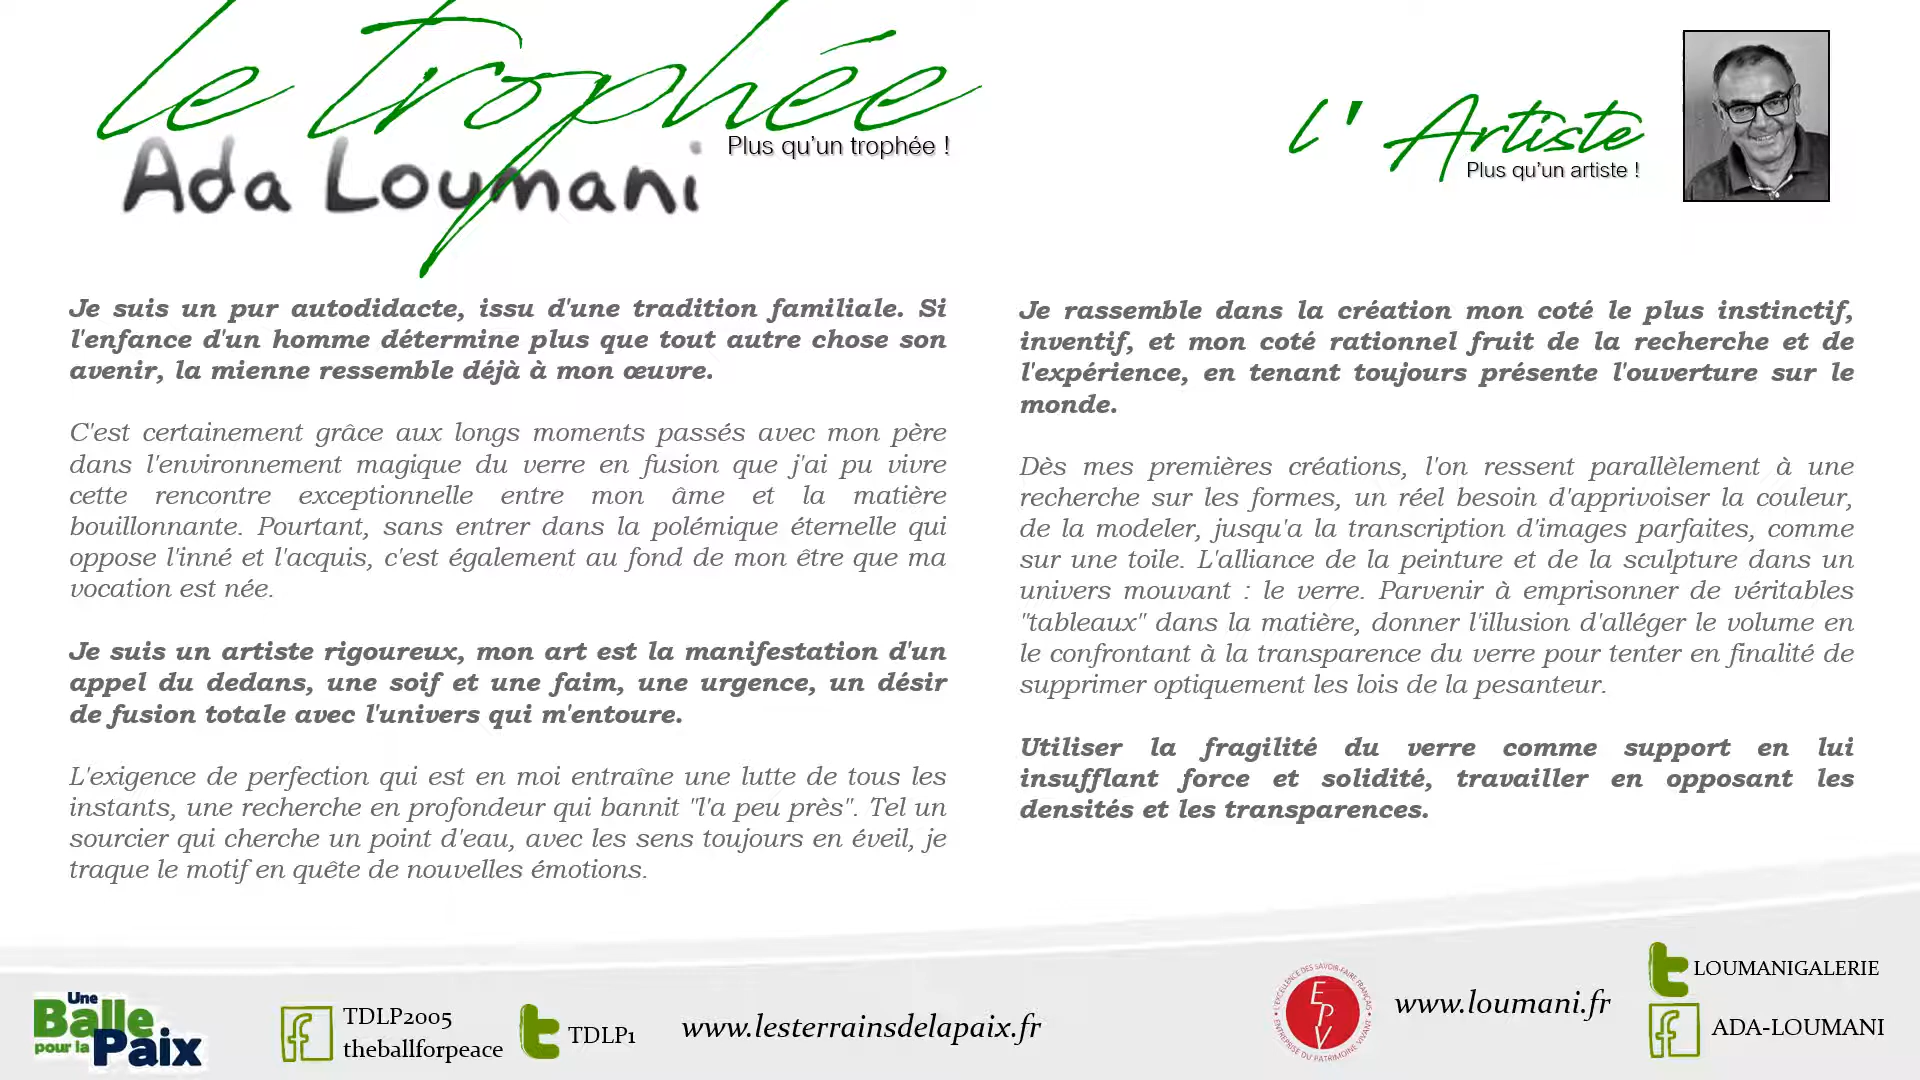 le trophée
Plus qu'un trophée !
Ada Loumani
l' Artiste
Plus qu'un artiste !
Je suis un pur autodidacte, issu d'une tradition familiale. Si
l'enfance d'un homme détermine plus que tout autre chose son
avenir, la mienne ressemble déjà à mon œuvre.
C'est certainement grâce aux longs moments passés avec mon père
dans l'environnement magique du verre en fusion que j'ai pu vivre
cette rencontre exceptionnelle entre mon âme et la matière
bouillonnante. Pourtant, sans entrer dans la polémique éternelle qui
oppose l'inné et l'acquis, c'est également au fond de mon être que ma
vocation est née.
Je suis un artiste rigoureux, mon art est la manifestation d'un
appel du dedans, une soif et une faim, une urgence, un désir
de fusion totale avec l'univers qui m'entoure.
L'exigence de perfection qui est en moi entraîne une lutte de tous les
instants, une recherche en profondeur qui bannit "l'a peu près". Tel un
sourcier qui cherche un point d'eau, avec les sens toujours en éveil, je
traque le motif en quête de nouvelles émotions.
Je rassemble dans la création mon coté le plus instinctif,
inventif, et mon coté rationnel fruit de la recherche et de
l'expérience, en tenant toujours présente l'ouverture sur le
monde.
Dès mes premières créations, l'on ressent parallèlement à une
recherche sur les formes, un réel besoin d'apprivoiser la couleur,
de la modeler, jusqu'a la transcription d'images parfaites, comme
sur une toile. L'alliance de la peinture et de la sculpture dans un
univers mouvant : le verre. Parvenir à emprisonner de véritables
"tableaux" dans la matière, donner l'illusion d'alléger le volume en
le confrontant à la transparence du verre pour tenter en finalité de
supprimer optiquement les lois de la pesanteur.
Utiliser la fragilité du verre comme support en lui
insufflant force et solidité, travailler en opposant les
densités et les transparences.
Une
Balle
pour la Paix
TDLP2005
theballforpeace
TDLP1
www.lesterrainsdelapaix.fr
L'EXCELLENCE DES SAVOIR-FAIRE FRANÇAIS
EPV
ENTREPRISE DU PATRIMOINE VIVANT
www.loumani.fr
LOUMANIGALERIE
ADA-LOUMANI